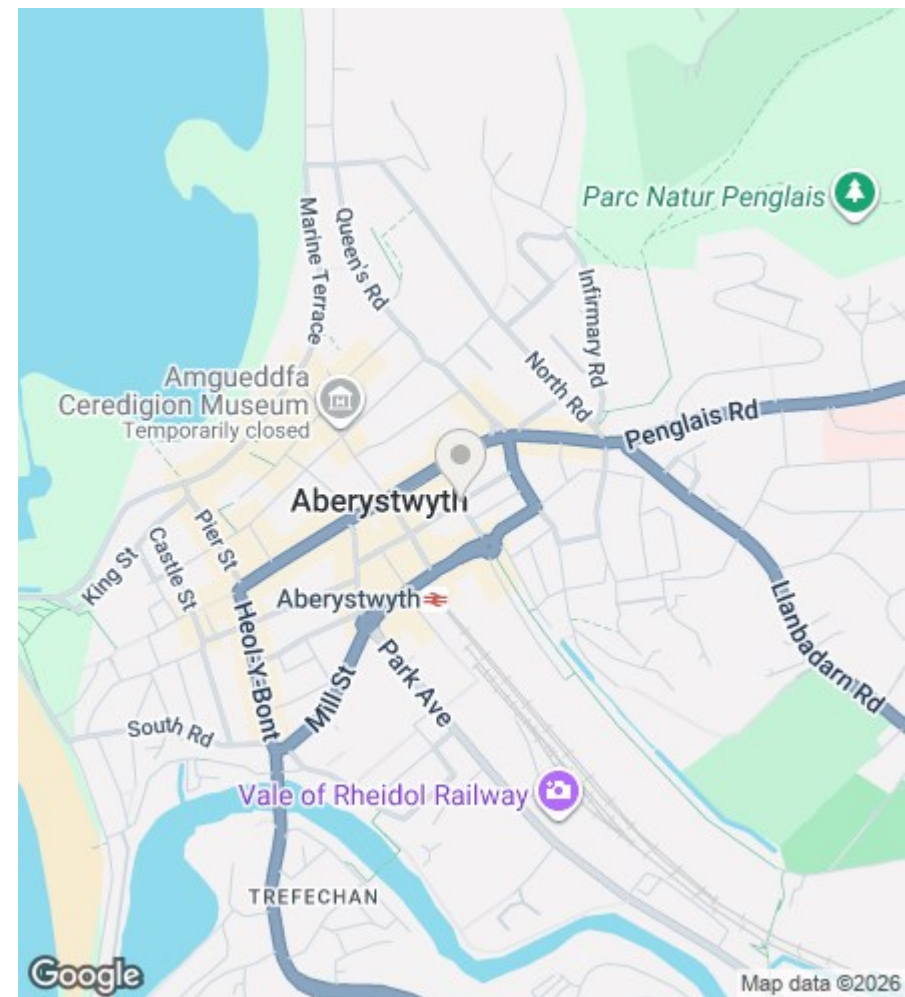 Parc Natur Penglais
Marine Terrace
Queen's Rd
Infirmary Rd
North Rd
Amgueddfa
Ceredigion Museum
Temporarily closed
Penglais Rd
Aberystwyth
Pier St
Castle St
King St
Aberystwyth
Heol-Y-Bont
Mill St
Park Ave
Llanbadarn Rd
South Rd
Vale of Rheidol Railway
TREFECHAN
Google
Map data ©2026